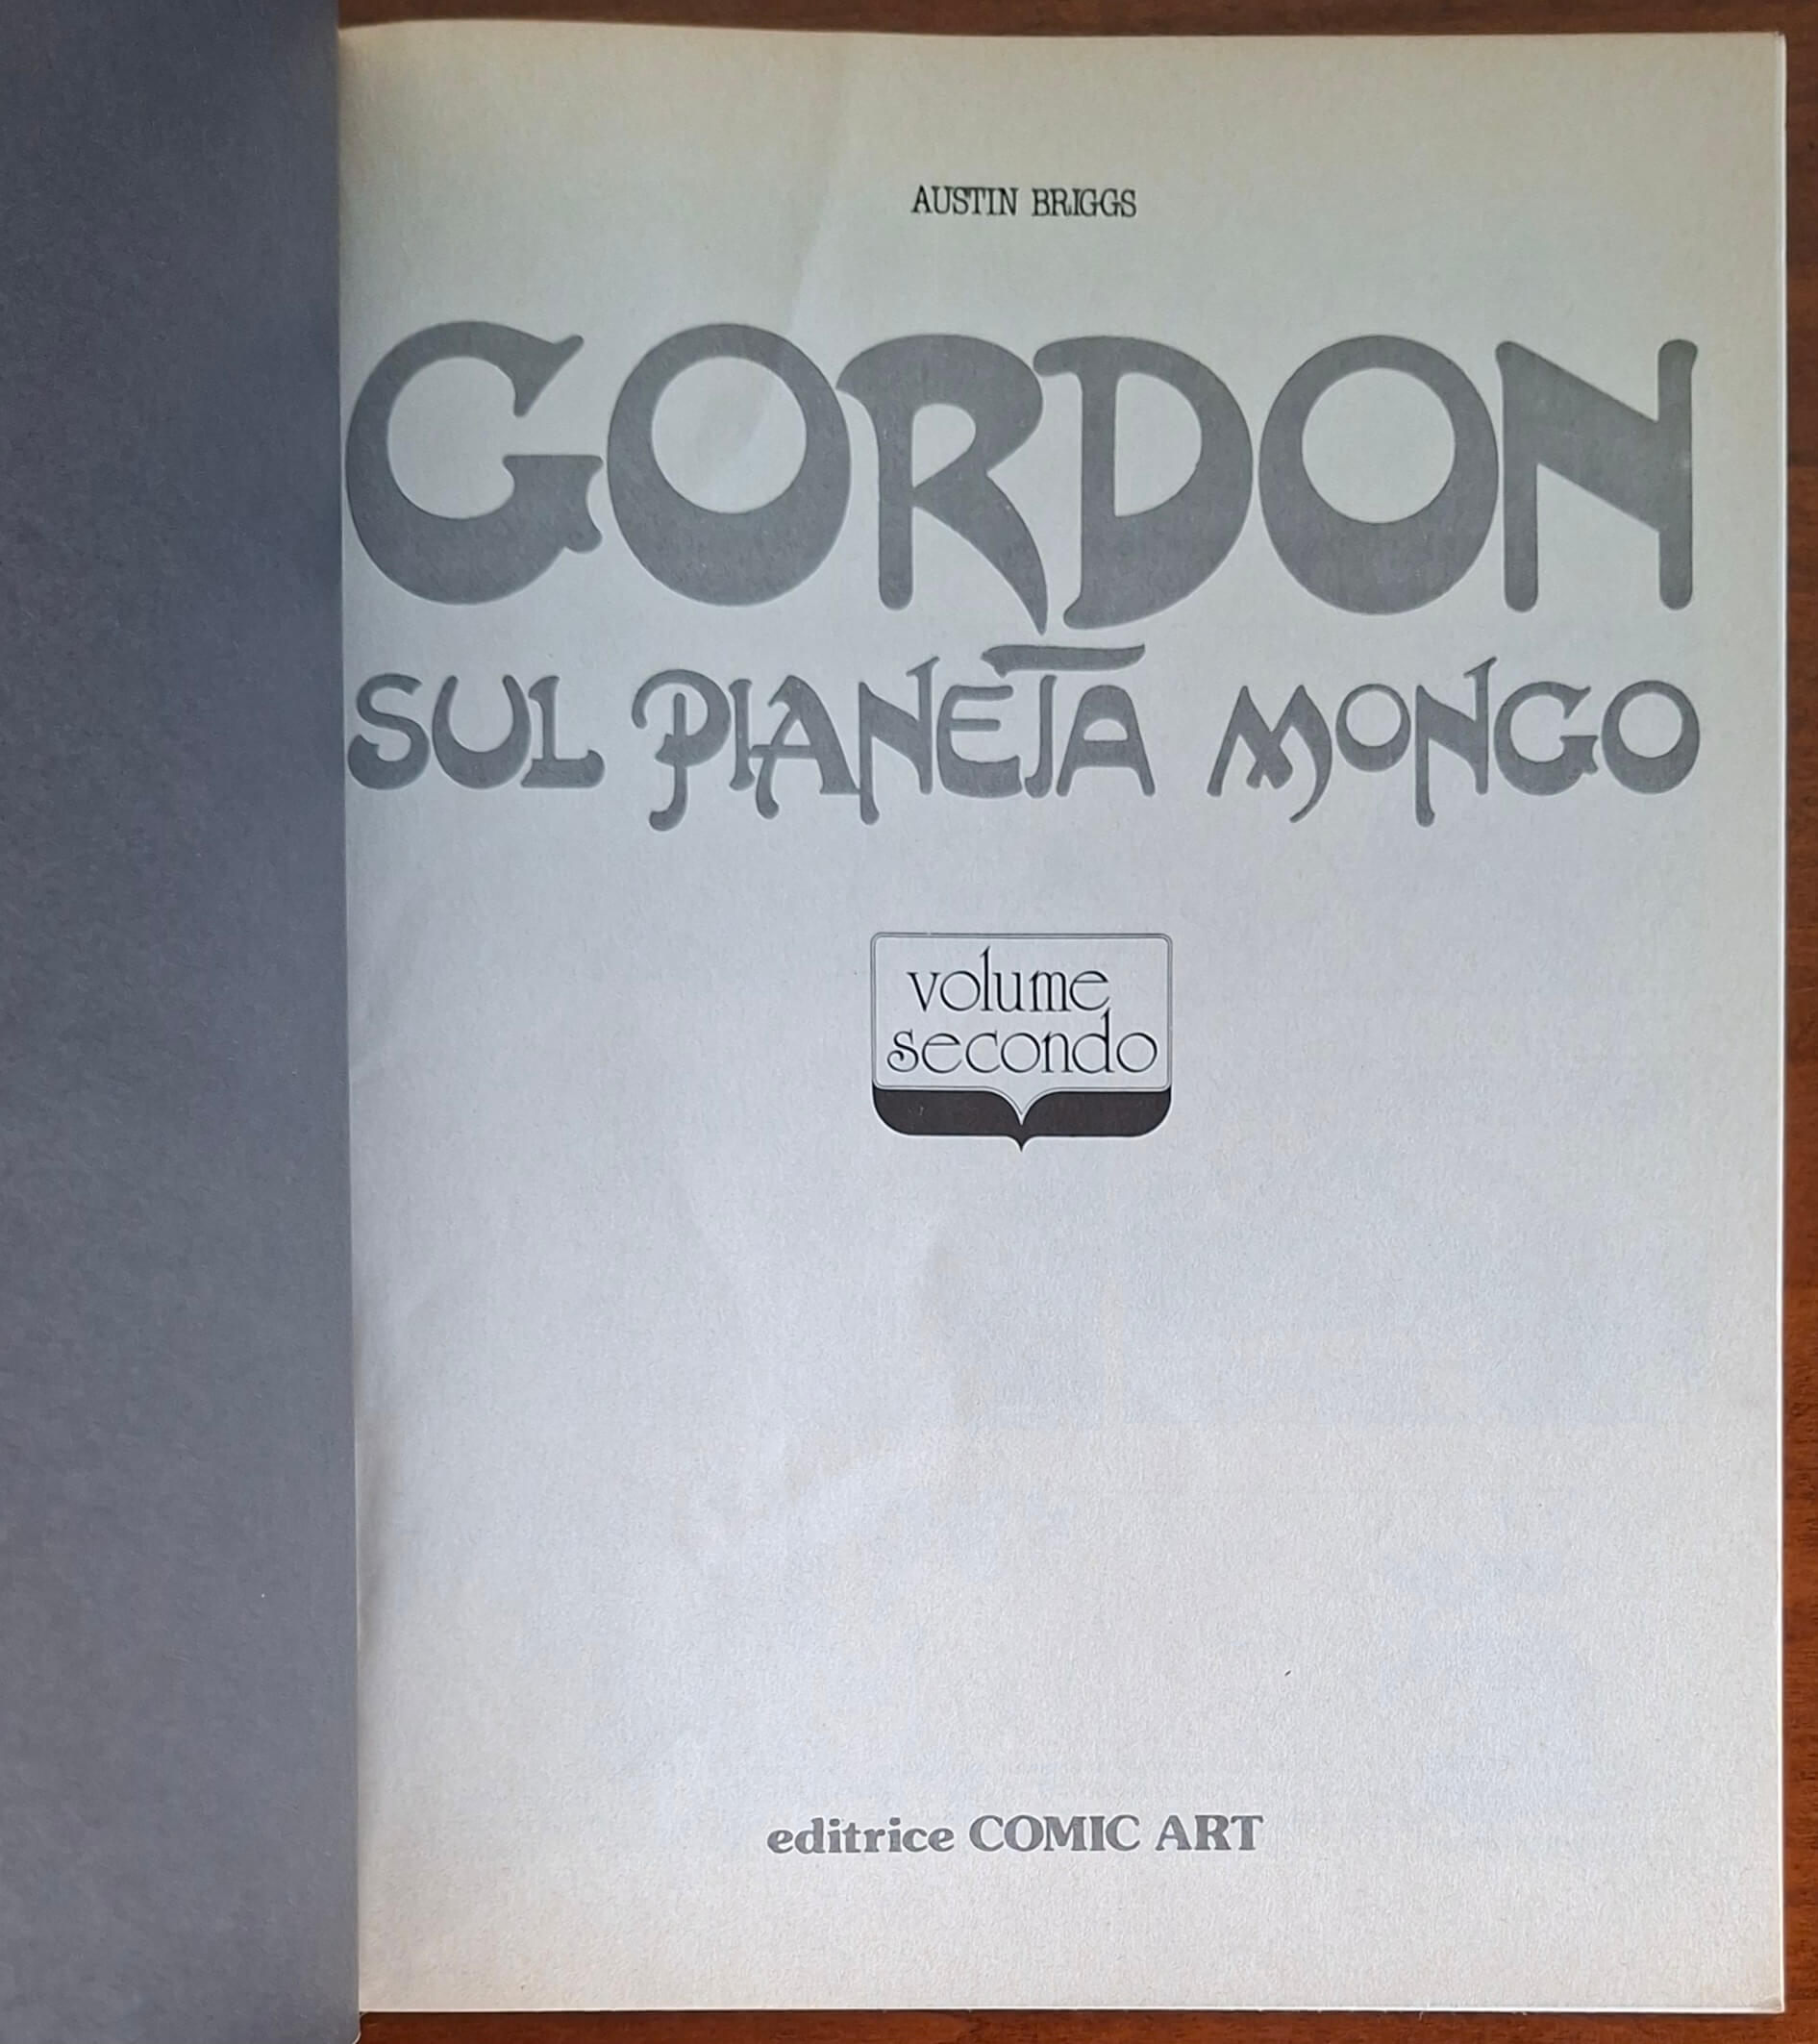 AUSTIN BRIGGS
GORDON
SUL PIANETA MONGO
volume
secondo
editrice COMIC ART